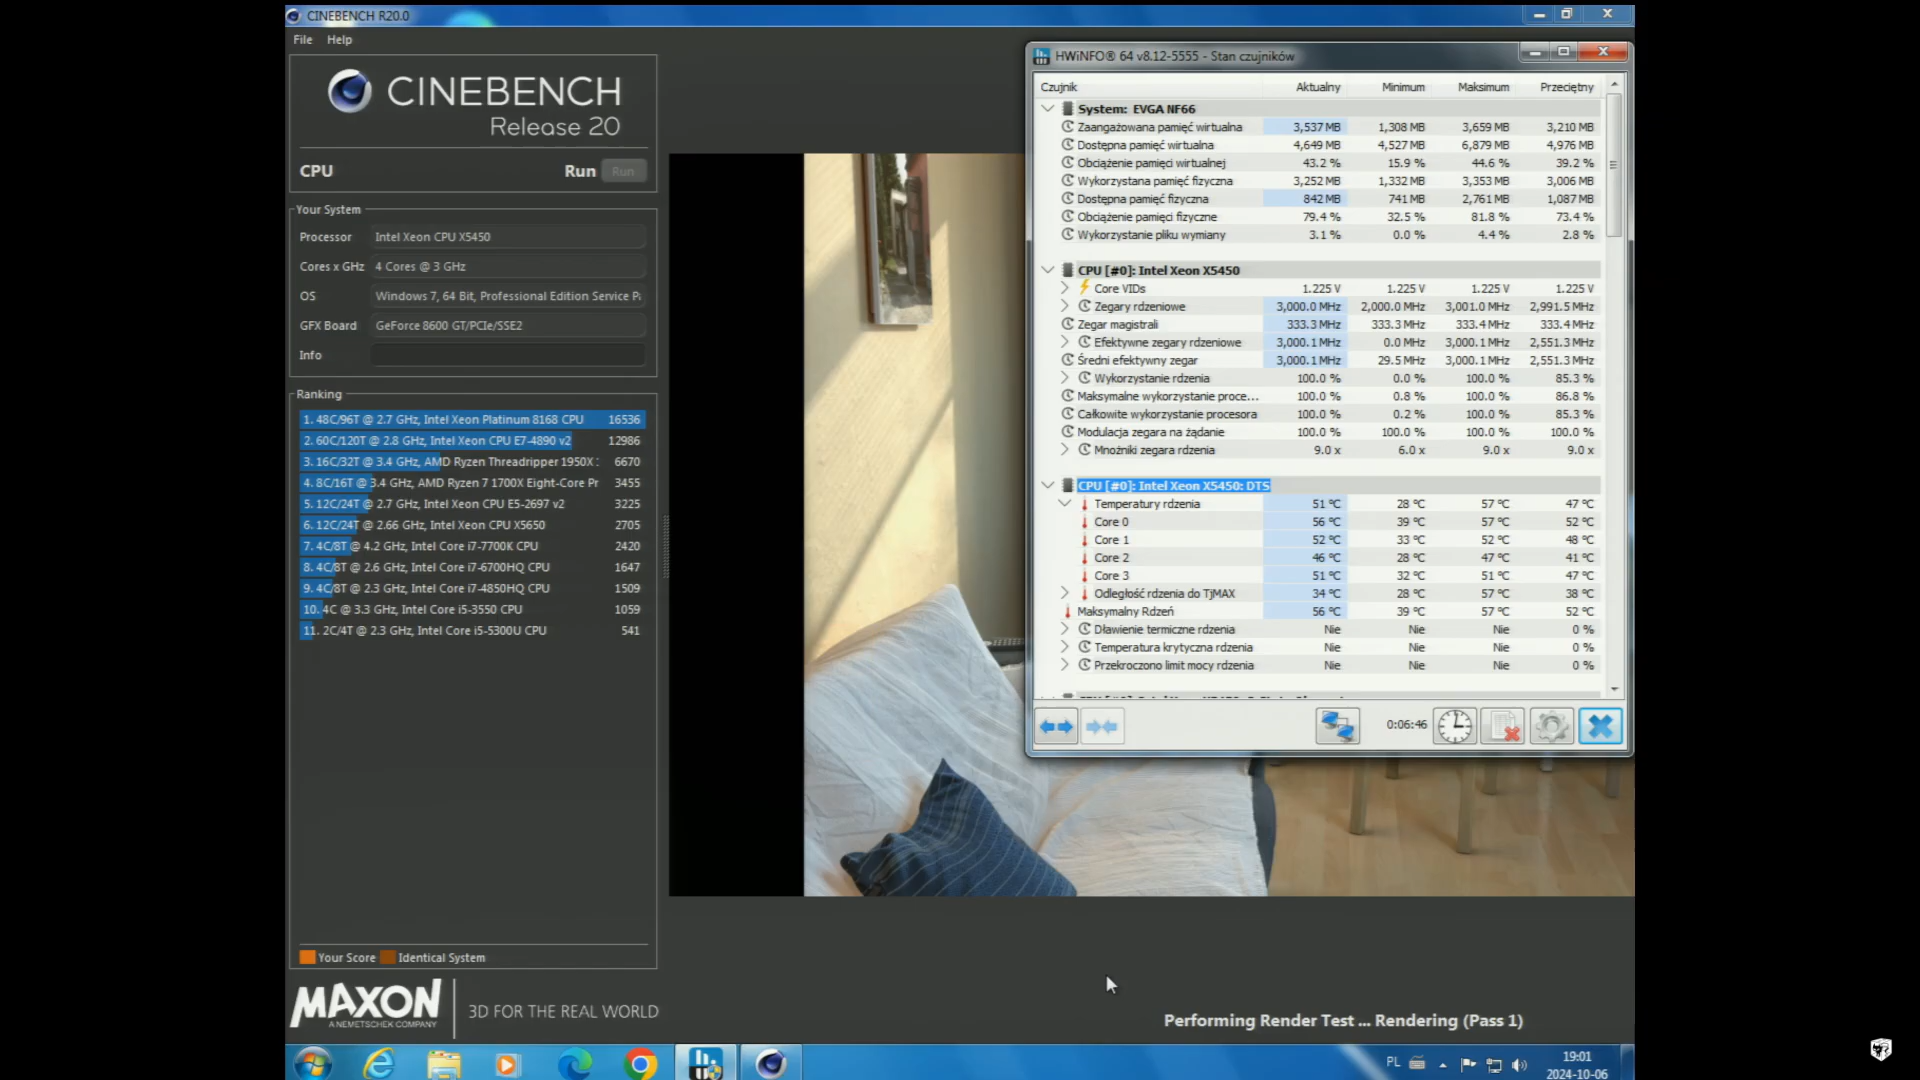 CINEBENCH R20.0
File Help
CINEBENCH
Release 20
CPU Run Run
Your System
Processor Intel Xeon CPU X5450
Cores x GHz 4 Cores @ 3 GHz
OS Windows 7, 64 Bit, Professional Edition Service Pa
GFX Board GeForce 8600 GT/PCIe/SSE2
Info
Ranking
1. 48C/96T @ 2.7 GHz, Intel Xeon Platinum 8168 CPU 16536
2. 60C/120T @ 2.8 GHz, Intel Xeon CPU E7-4890 v2 12986
3. 16C/32T @ 3.4 GHz, AMD Ryzen Threadripper 1950X 6670
4. 8C/16T @ 3.4 GHz, AMD Ryzen 7 1700X Eight-Core Pr 3455
5. 12C/24T @ 2.7 GHz, Intel Xeon CPU E5-2697 v2 3225
6. 12C/24T @ 2.66 GHz, Intel Xeon CPU X5650 2705
7. 4C/8T @ 4.2 GHz, Intel Core i7-7700K CPU 2420
8. 4C/8T @ 2.6 GHz, Intel Core i7-6700HQ CPU 1647
9. 4C/8T @ 2.3 GHz, Intel Core i7-4850HQ CPU 1509
10. 4C @ 3.3 GHz, Intel Core i5-3550 CPU 1059
11. 2C/4T @ 2.3 GHz, Intel Core i5-5300U CPU 541
Your Score Identical System
MAXON
A NEMETSCHEK COMPANY
3D FOR THE REAL WORLD
HWiNFO® 64 v8.12-5555 - Stan czujników
Czujnik Aktualny Minimum Maksimum Przeciętny
System: EVGA NF66
Zaangażowana pamięć wirtualna 3,537 MB 1,308 MB 3,659 MB 3,210 MB
Dostępna pamięć wirtualna 4,649 MB 4,527 MB 6,879 MB 4,976 MB
Obciążenie pamięci wirtualnej 43.2 % 15.9 % 44.6 % 39.2 %
Wykorzystana pamięć fizyczna 3,252 MB 1,332 MB 3,353 MB 3,006 MB
Dostępna pamięć fizyczna 842 MB 741 MB 2,761 MB 1,087 MB
Obciążenie pamięci fizyczne 79.4 % 32.5 % 81.8 % 73.4 %
Wykorzystanie pliku wymiany 3.1 % 0.0 % 4.4 % 2.8 %
CPU [#0]: Intel Xeon X5450
Core VIDs 1.225 V 1.225 V 1.225 V 1.225 V
Zegary rdzeniowe 3,000.0 MHz 2,000.0 MHz 3,001.0 MHz 2,991.5 MHz
Zegar magistrali 333.3 MHz 333.3 MHz 333.4 MHz 333.4 MHz
Efektywne zegary rdzeniowe 3,000.1 MHz 0.0 MHz 3,000.1 MHz 2,551.3 MHz
Średni efektywny zegar 3,000.1 MHz 29.5 MHz 3,000.1 MHz 2,551.3 MHz
Wykorzystanie rdzenia 100.0 % 0.0 % 100.0 % 85.3 %
Maksymalne wykorzystanie proce... 100.0 % 0.8 % 100.0 % 86.8 %
Całkowite wykorzystanie procesora 100.0 % 0.2 % 100.0 % 85.3 %
Modulacja zegara na żądanie 100.0 % 100.0 % 100.0 % 100.0 %
Mnożniki zegara rdzenia 9.0 x 6.0 x 9.0 x 9.0 x
CPU [#0]: Intel Xeon X5450: DTS
Temperatury rdzenia 51 °C 28 °C 57 °C 47 °C
Core 0 56 °C 39 °C 57 °C 52 °C
Core 1 52 °C 33 °C 52 °C 48 °C
Core 2 46 °C 28 °C 47 °C 41 °C
Core 3 51 °C 32 °C 51 °C 47 °C
Odległość rdzenia do TjMAX 34 °C 28 °C 57 °C 38 °C
Maksymalny Rdzeń 56 °C 39 °C 57 °C 52 °C
Dławienie termiczne rdzenia Nie Nie Nie 0 %
Temperatura krytyczna rdzenia Nie Nie Nie 0 %
Przekroczono limit mocy rdzenia Nie Nie Nie 0 %
0:06:46
Performing Render Test ... Rendering (Pass 1)
PL
19:01
2024-10-06